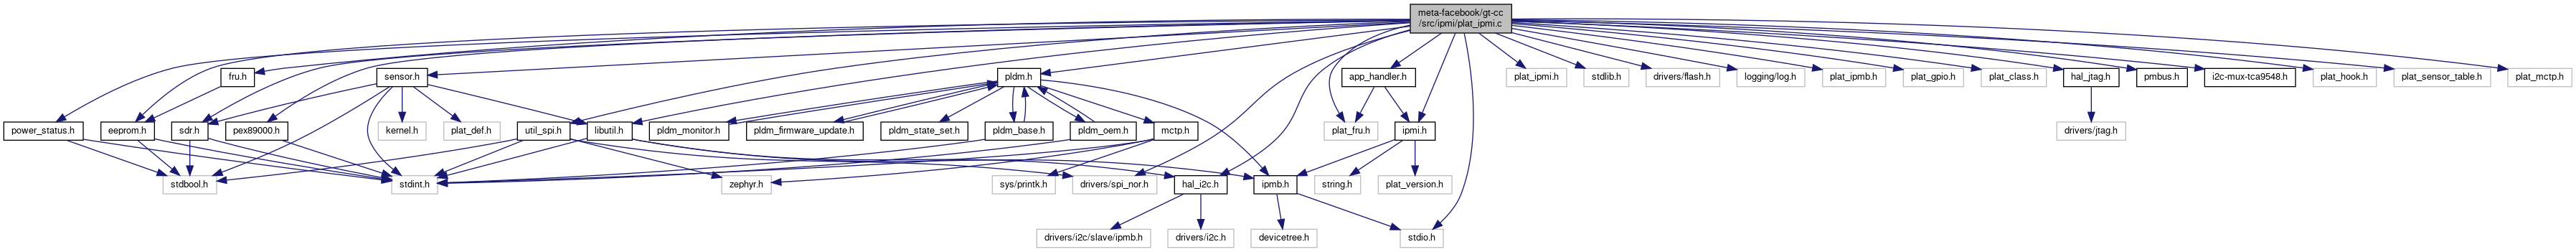 meta-facebook/gt-cc
/src/ipmi/plat_ipmi.c
fru.h
sensor.h
pldm.h
app_handler.h
plat_ipmi.h
stdlib.h
drivers/flash.h
logging/log.h
plat_ipmb.h
plat_gpio.h
plat_class.h
hal_jtag.h
pmbus.h
i2c-mux-tca9548.h
plat_hook.h
plat_sensor_table.h
plat_mctp.h
power_status.h
eeprom.h
sdr.h
pex89000.h
kernel.h
plat_def.h
util_spi.h
libutil.h
pldm_monitor.h
pldm_firmware_update.h
pldm_state_set.h
pldm_base.h
pldm_oem.h
mctp.h
plat_fru.h
ipmi.h
drivers/jtag.h
stdbool.h
stdint.h
zephyr.h
sys/printk.h
drivers/spi_nor.h
hal_i2c.h
ipmb.h
string.h
plat_version.h
drivers/i2c/slave/ipmb.h
drivers/i2c.h
devicetree.h
stdio.h